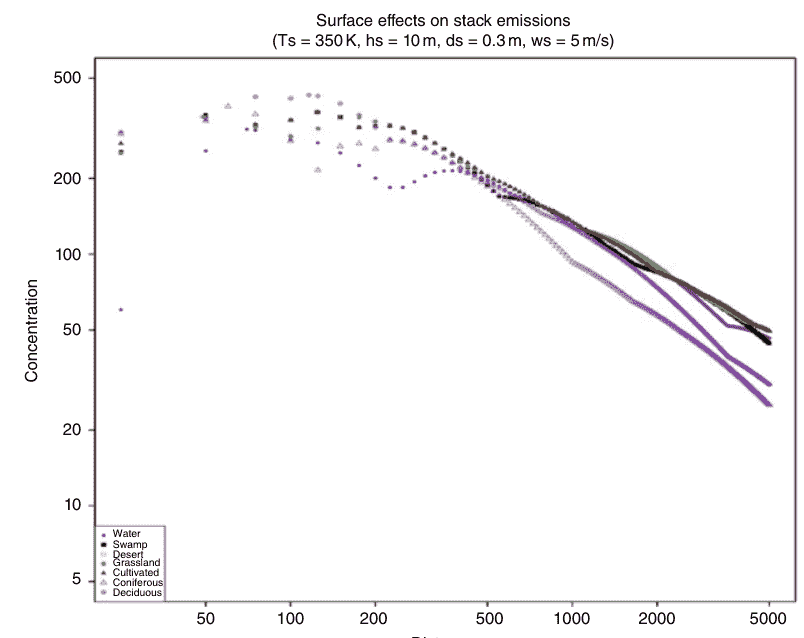 Surface effects on stack emissions
(Ts = 350 K, hs = 10 m, ds = 0.3 m, ws = 5 m/s)
500
200
100
50
20
10
5
Concentration
Water
Swamp
Desert
Grassland
Cultivated
Coniferous
Deciduous
50 100 200 500 1000 2000 5000